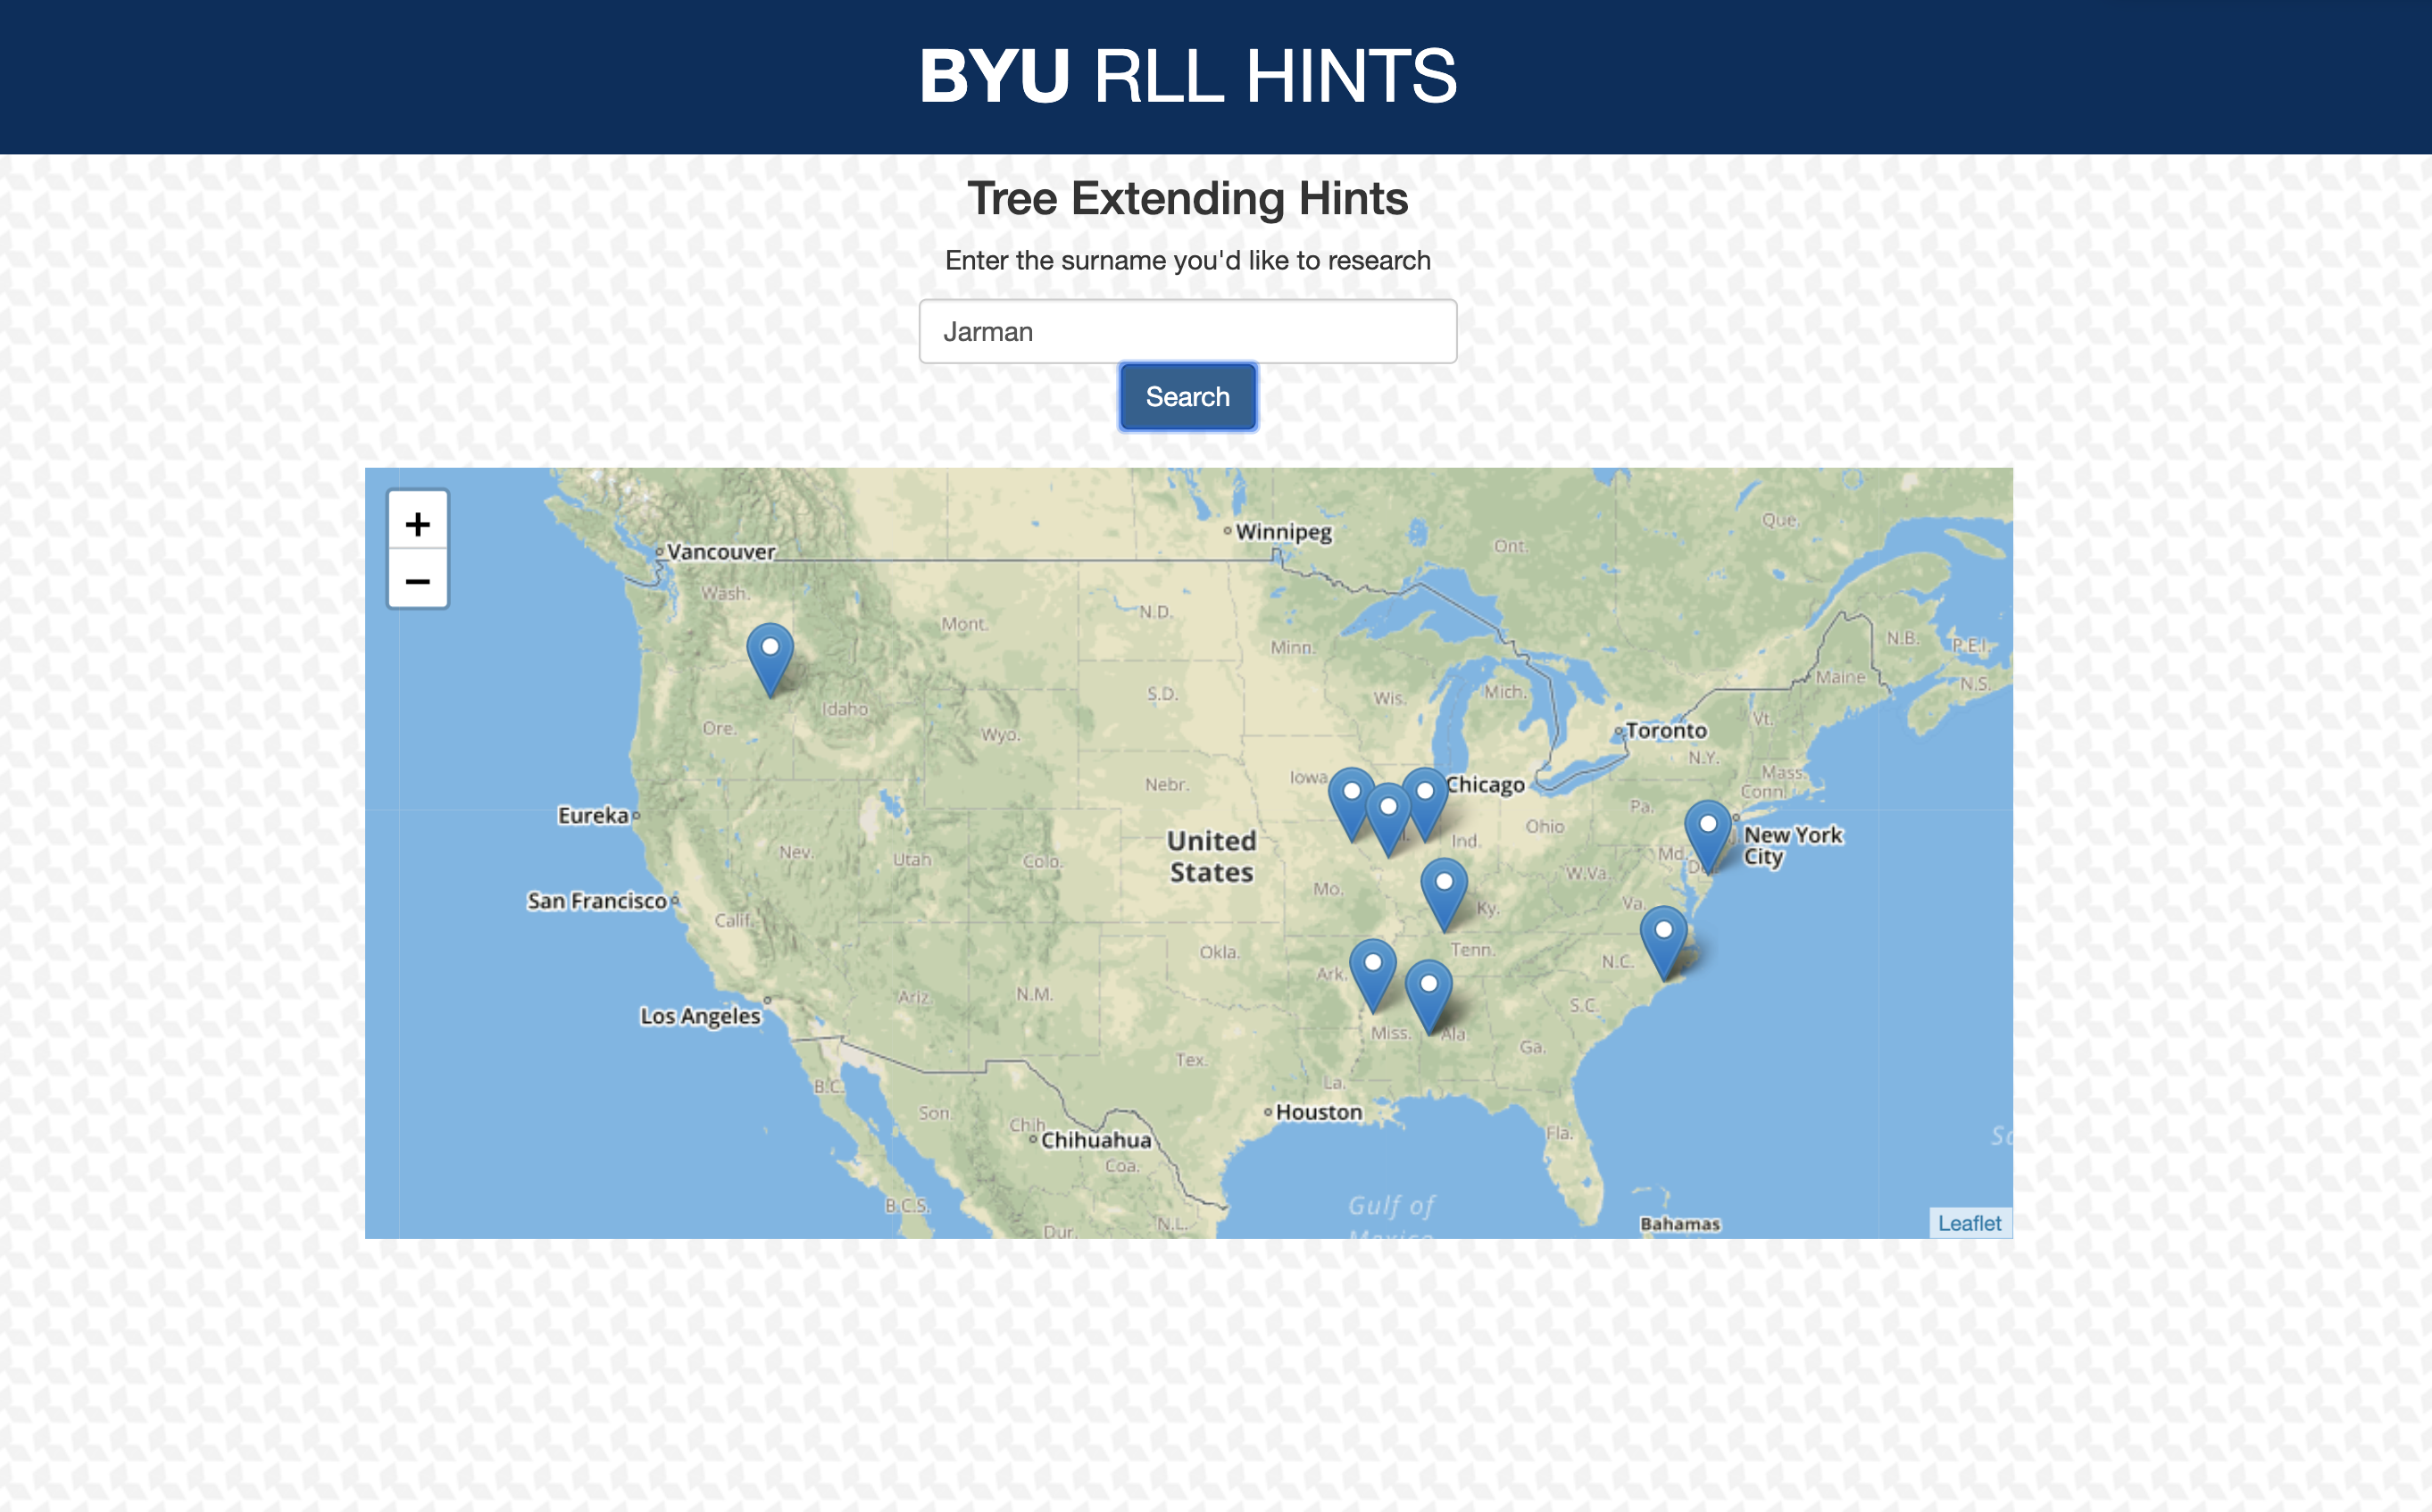 BYU RLL HINTS
Tree Extending Hints
Enter the surname you'd like to research
Jarman
Search
+
−
Winnipeg
Que.
Ont.
Vancouver
Wash.
N.D.
Mont.
Minn.
N.B.
P.E.I.
Maine
N.S.
S.D.
Wis.
Mich.
Idaho
Ore.
Wyo.
Vt.
Toronto
N.Y.
Mass.
Conn.
Iowa
Chicago
Nebr.
Pa.
Eureka
Ohio
Ind.
United
States
New York
City
Nev.
Utah
Colo.
Md.
W.Va.
Mo.
San Francisco
Calif.
Ky.
Va.
Okla.
Tenn.
N.C.
Ark.
Ariz.
N.M.
S.C.
Los Angeles
Miss.
Ala.
Ga.
Tex.
La.
B.C.
Son.
Chih.
Houston
Chihuahua
Fla.
Coa.
B.C.S.
Gulf of
Mexico
N.L.
Dur.
Bahamas
Leaflet